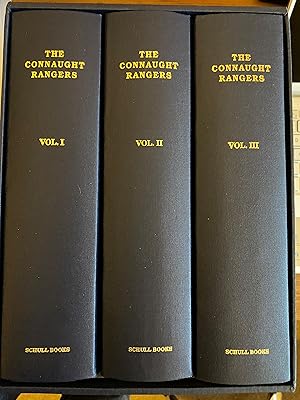 THE
CONNAUGHT
RANGERS
VOL. I
SCHULL BOOKS
THE
CONNAUGHT
RANGERS
VOL. II
SCHULL BOOKS
THE
CONNAUGHT
RANGERS
VOL. III
SCHULL BOOKS